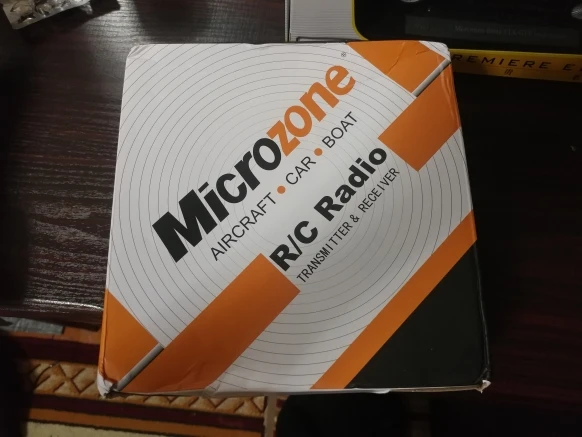 REMIERE E
Microzone®
AIRCRAFT • CAR • BOAT
R/C Radio
TRANSMITTER & RECEIVER